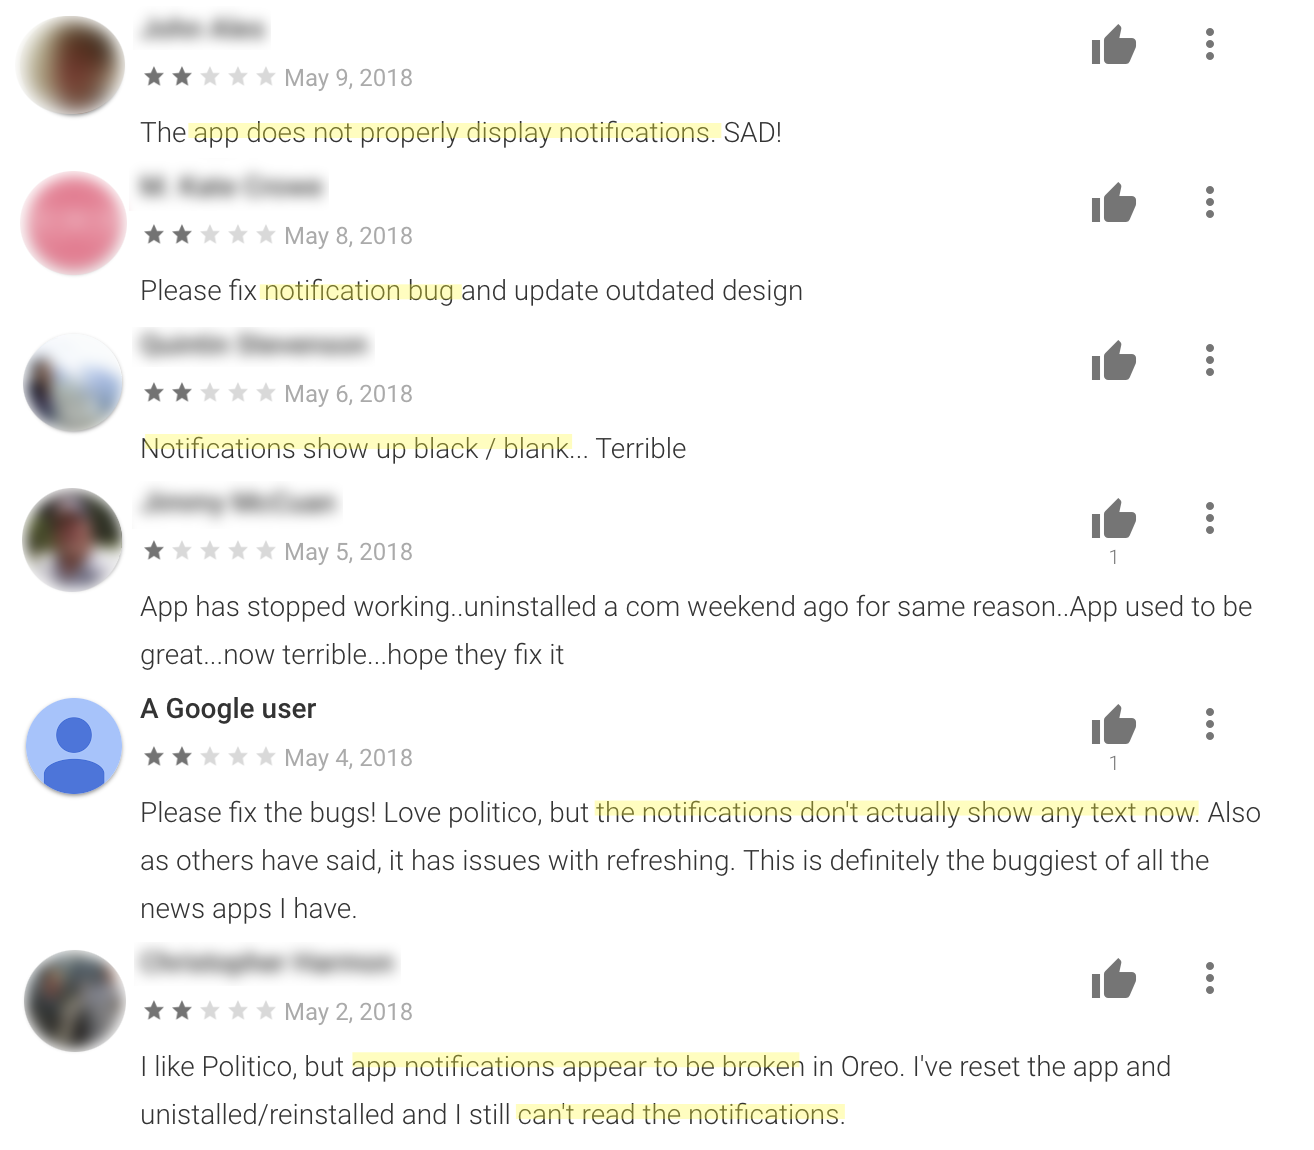 May 9, 2018
The app does not properly display notifications. SAD!
May 8, 2018
Please fix notification bug and update outdated design
May 6, 2018
Notifications show up black / blank... Terrible
May 5, 2018
1
App has stopped working..uninstalled a com weekend ago for same reason..App used to be
great...now terrible...hope they fix it
A Google user
May 4, 2018
1
Please fix the bugs! Love politico, but the notifications don't actually show any text now. Also
as others have said, it has issues with refreshing. This is definitely the buggiest of all the
news apps I have.
May 2, 2018
I like Politico, but app notifications appear to be broken in Oreo. I've reset the app and
unistalled/reinstalled and I still can't read the notifications.